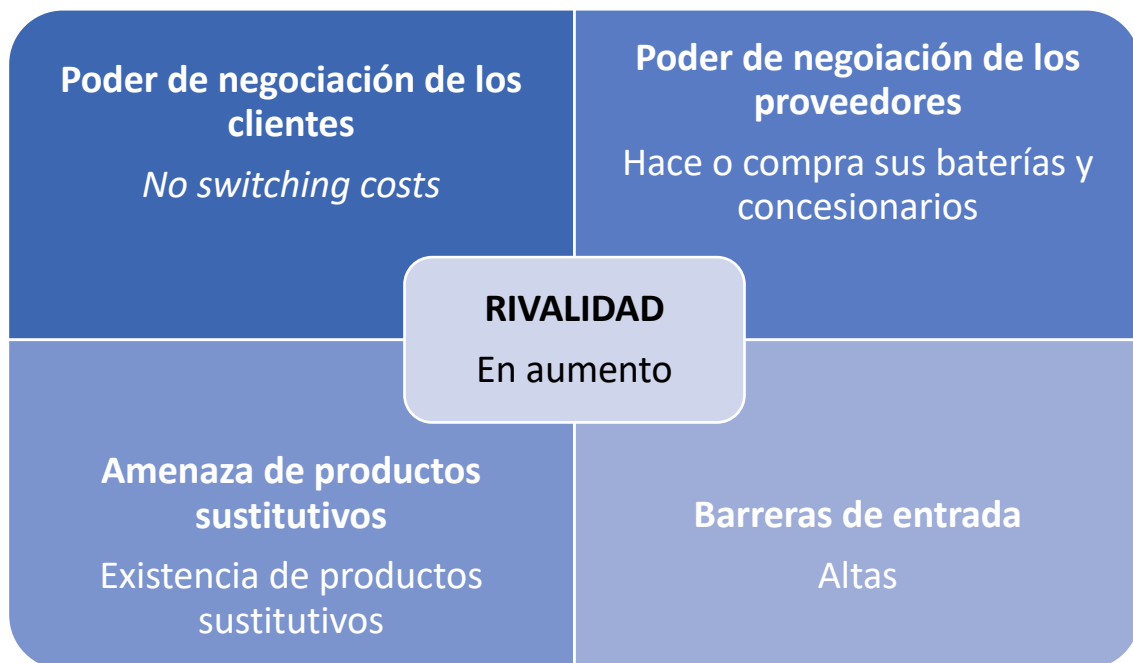 Poder de negociación de los
clientes
No switching costs
Poder de negoiación de los
proveedores
Hace o compra sus baterías y
concesionarios
RIVALIDAD
En aumento
Amenaza de productos
sustitutivos
Existencia de productos
sustitutivos
Barreras de entrada
Altas